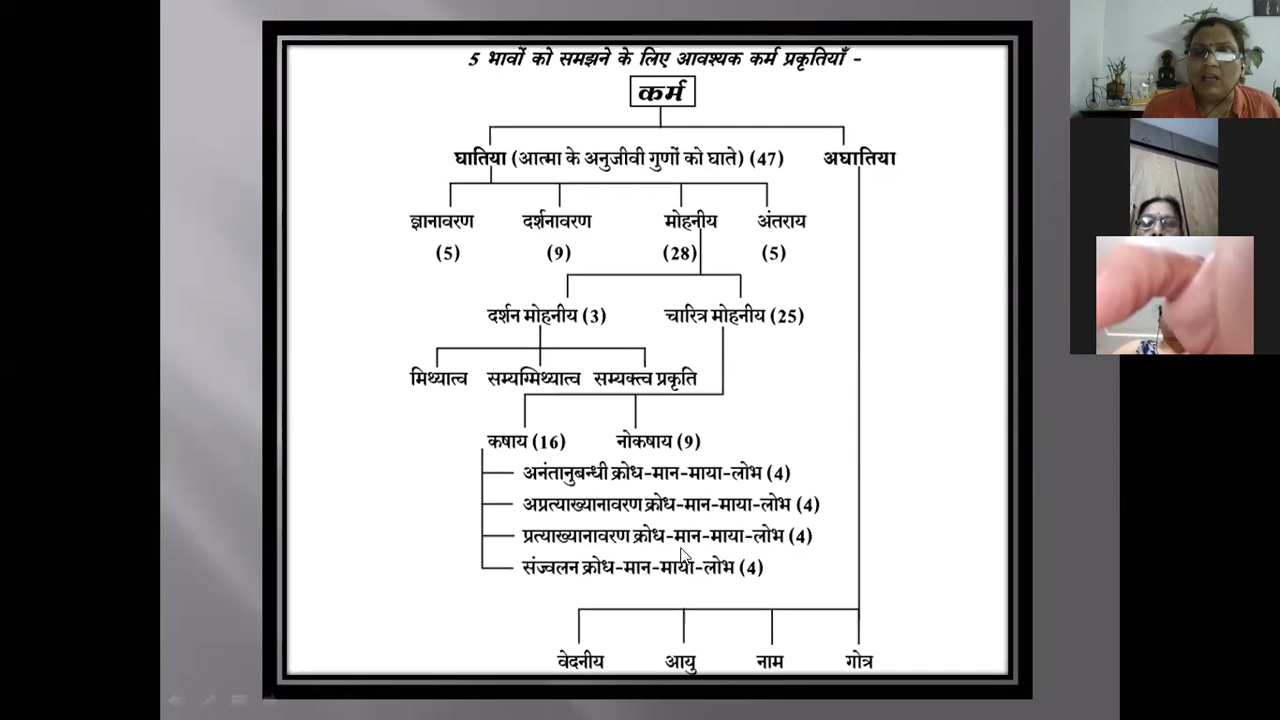 5 भावों को समझने के लिए आवश्यक कर्म प्रकृतियाँ -
कर्म
घातिया (आत्मा के अनुजीवी गुणों को घाते) (47) अघातिया
ज्ञानावरण दर्शनावरण मोहनीय अंतराय
(5) (9) (28) (5)
दर्शन मोहनीय (3) चारित्र मोहनीय (25)
मिथ्यात्व सम्यग्मिथ्यात्व सम्यक्त्व प्रकृति
कषाय (16) नोकषाय (9)
अनंतानुबन्धी क्रोध-मान-माया-लोभ (4)
अप्रत्याख्यानावरण क्रोध-मान-माया-लोभ (4)
प्रत्याख्यानावरण क्रोध-मान-माया-लोभ (4)
संज्वलन क्रोध-मान-माया-लोभ (4)
वेदनीय आयु नाम गोत्र